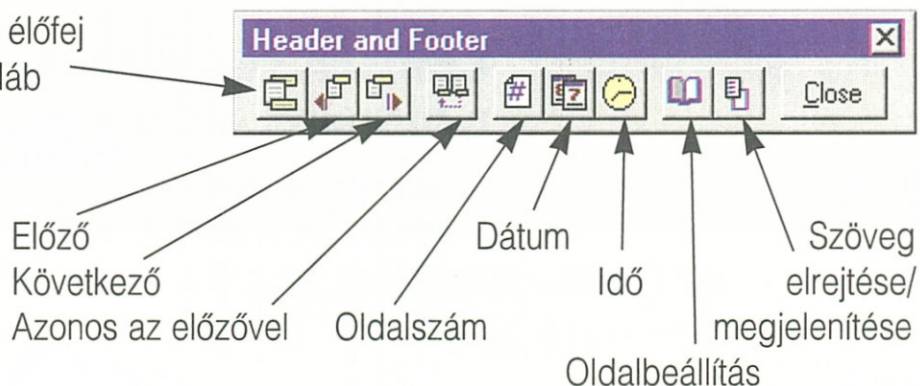 élőfej
láb
Header and Footer
Close
Előző
Következő
Azonos az előzővel
Oldalszám
Dátum
Idő
Oldalbeállítás
Szöveg
elrejtése/
megjelenítése